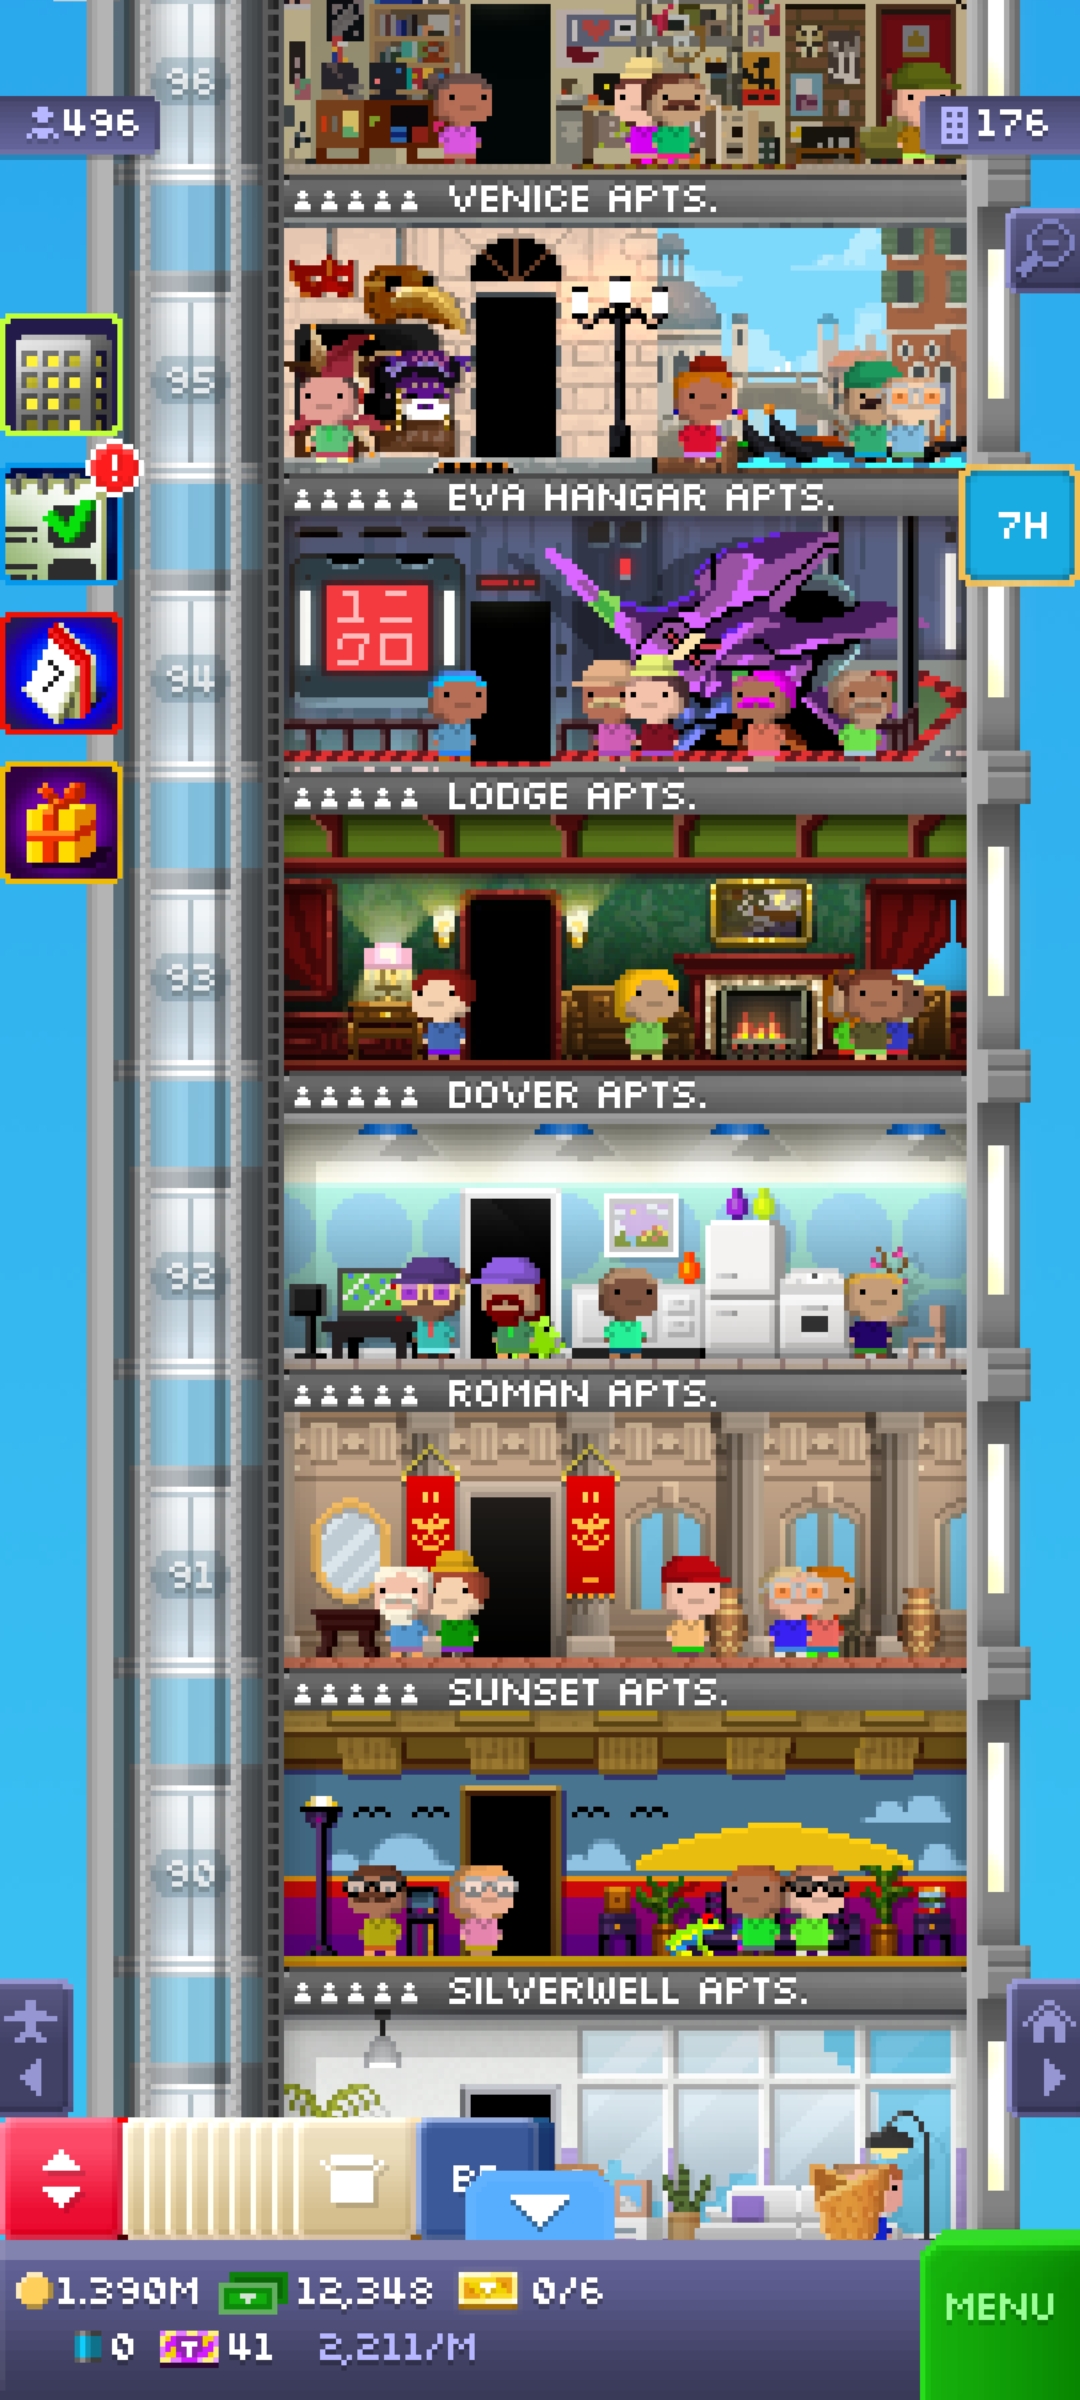 96
496
176
VENICE APTS.
95
EVA HANGAR APTS.
7H
94
LODGE APTS.
93
DOVER APTS.
92
ROMAN APTS.
91
SUNSET APTS.
90
SILVERWELL APTS.
1.390M 12,348 0/6
MENU
0 T 41 2,211/M